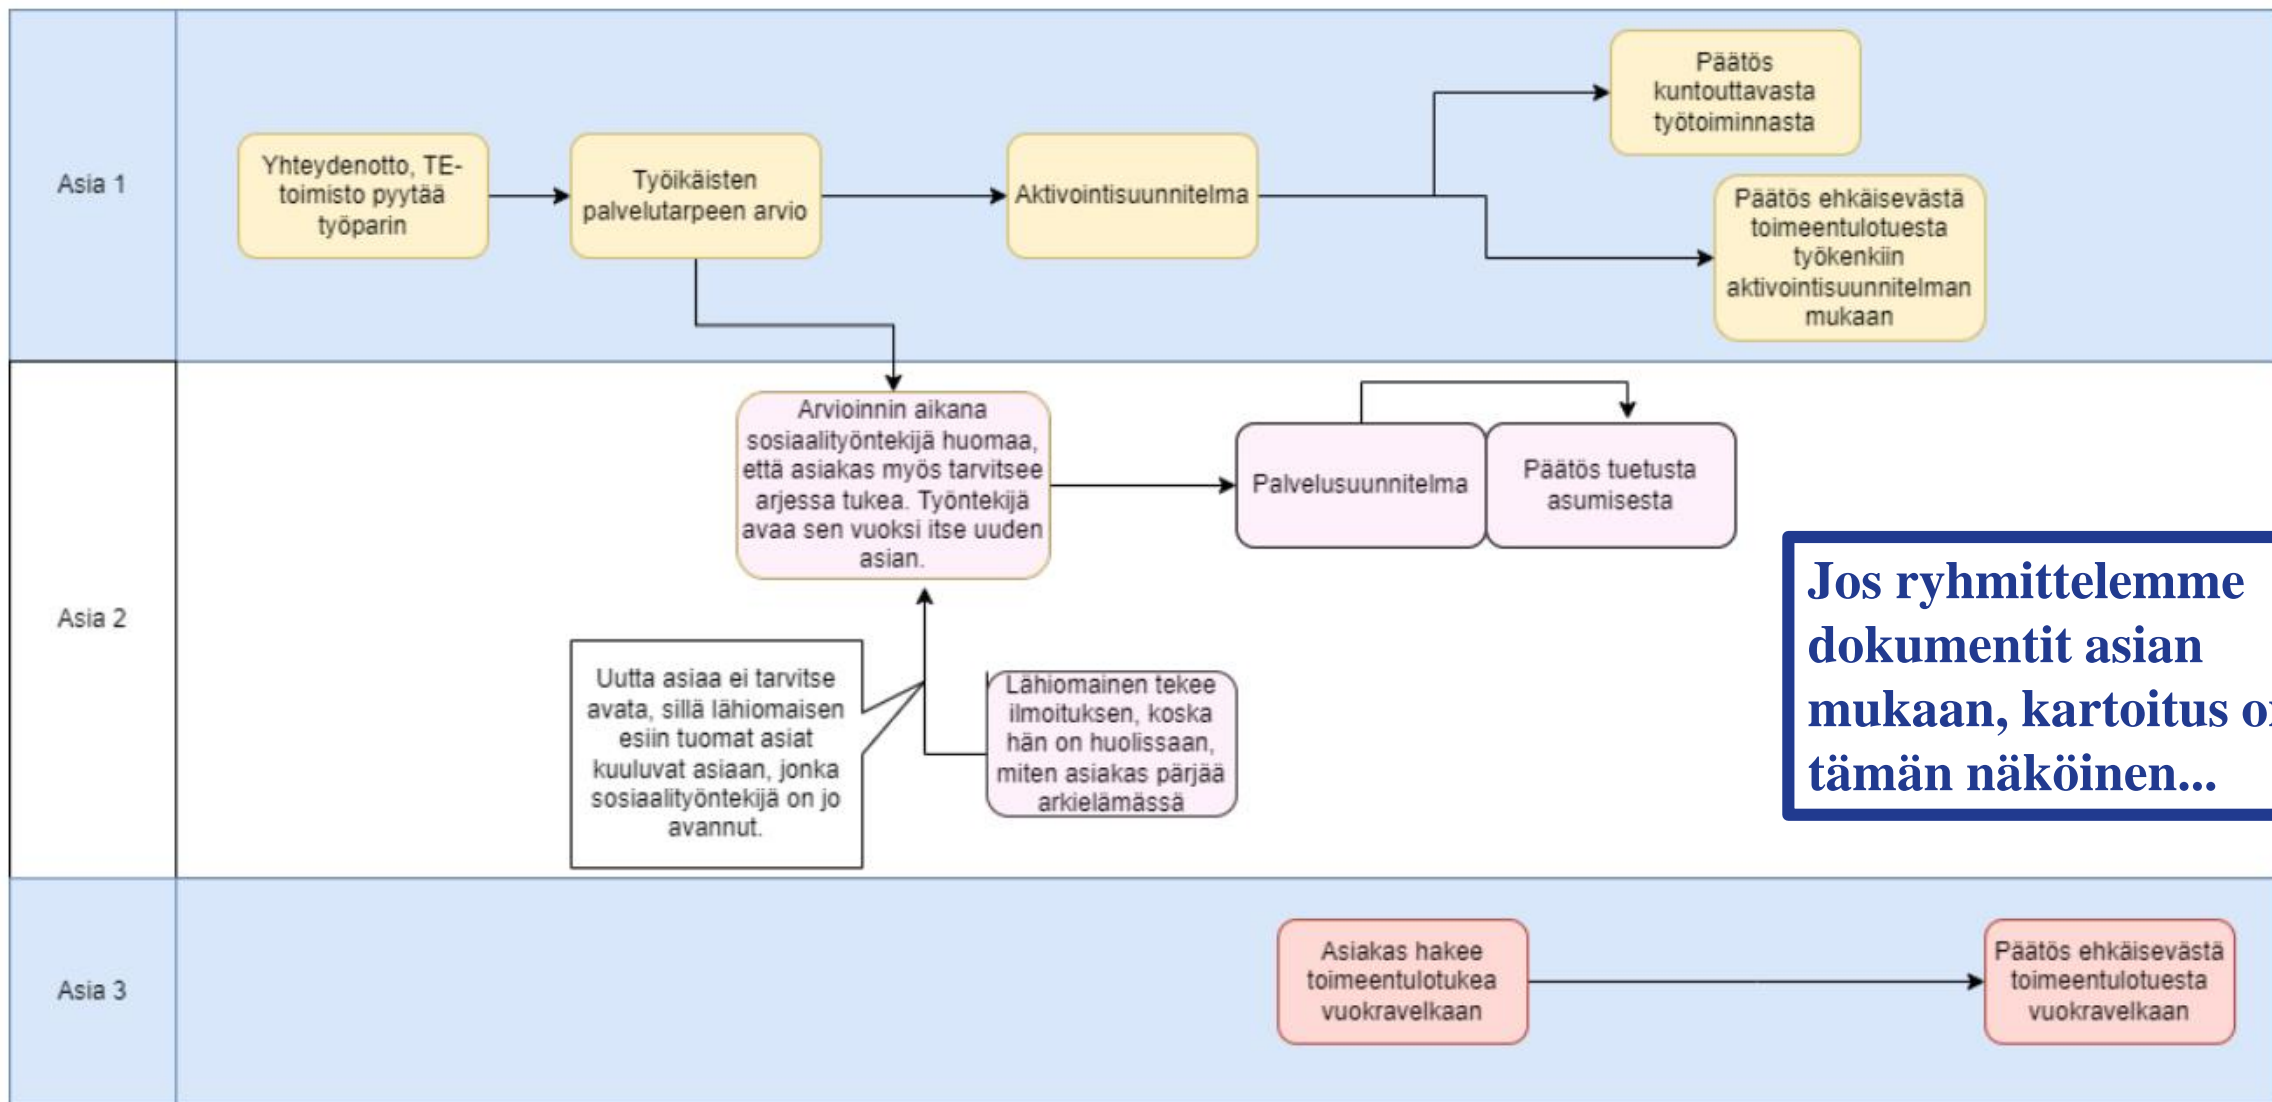 Asia 1
Yhteydenotto, TE-
toimisto pyytää
työparin
Työikäisten
palvelutarpeen arvio
Aktivointisuunnitelma
Päätös
kuntouttavasta
työtoiminnasta
Päätös ehkäisevästä
toimeentulotuesta
työkenkiin
aktivointisuunnitelman
mukaan
Asia 2
Arvioinnin aikana
sosiaalityöntekijä huomaa,
että asiakas myös tarvitsee
arjessa tukea. Työntekijä
avaa sen vuoksi itse uuden
asian.
Palvelusuunnitelma
Päätös tuetusta
asumisesta
Uutta asiaa ei tarvitse
avata, sillä lähiomaisen
esiin tuomat asiat
kuuluvat asiaan, jonka
sosiaalityöntekijä on jo
avannut.
Lähiomainen tekee
ilmoituksen, koska
hän on huolissaan,
miten asiakas pärjää
arkielämässä
Jos ryhmittelemme
dokumentit asian
mukaan, kartoitus on
tämän näköinen...
Asia 3
Asiakas hakee
toimeentulotukea
vuokravelkaan
Päätös ehkäisevästä
toimeentulotuesta
vuokravelkaan